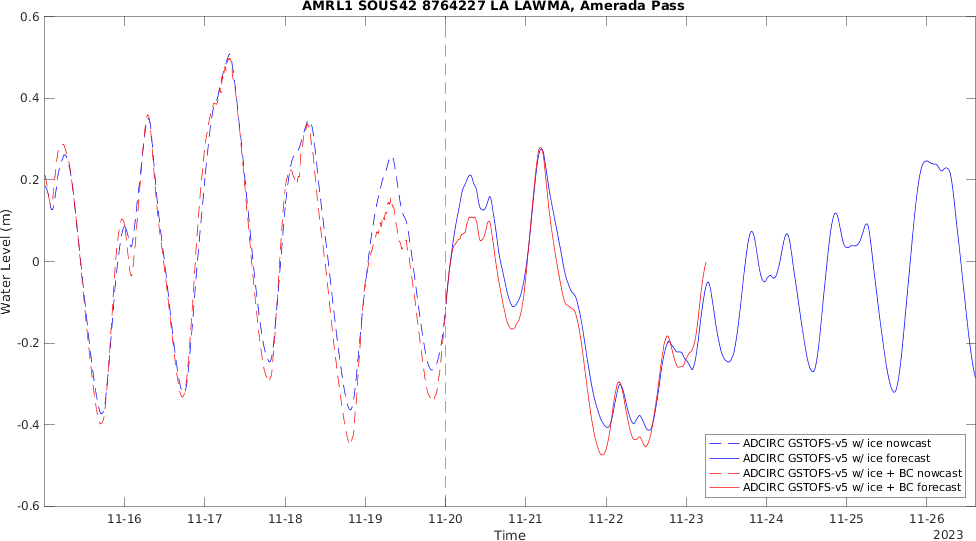 AMRL1 SOUS42 8764227 LA LAWMA, Amerada Pass
0.6
0.4
0.2
0
-0.2
-0.4
-0.6
Water Level (m)
11-16
11-17
11-18
11-19
11-20
11-21
11-22
11-23
11-24
11-25
11-26
2023
Time
ADCIRC GSTOFS-v5 w/ ice nowcast
ADCIRC GSTOFS-v5 w/ ice forecast
ADCIRC GSTOFS-v5 w/ ice + BC nowcast
ADCIRC GSTOFS-v5 w/ ice + BC forecast